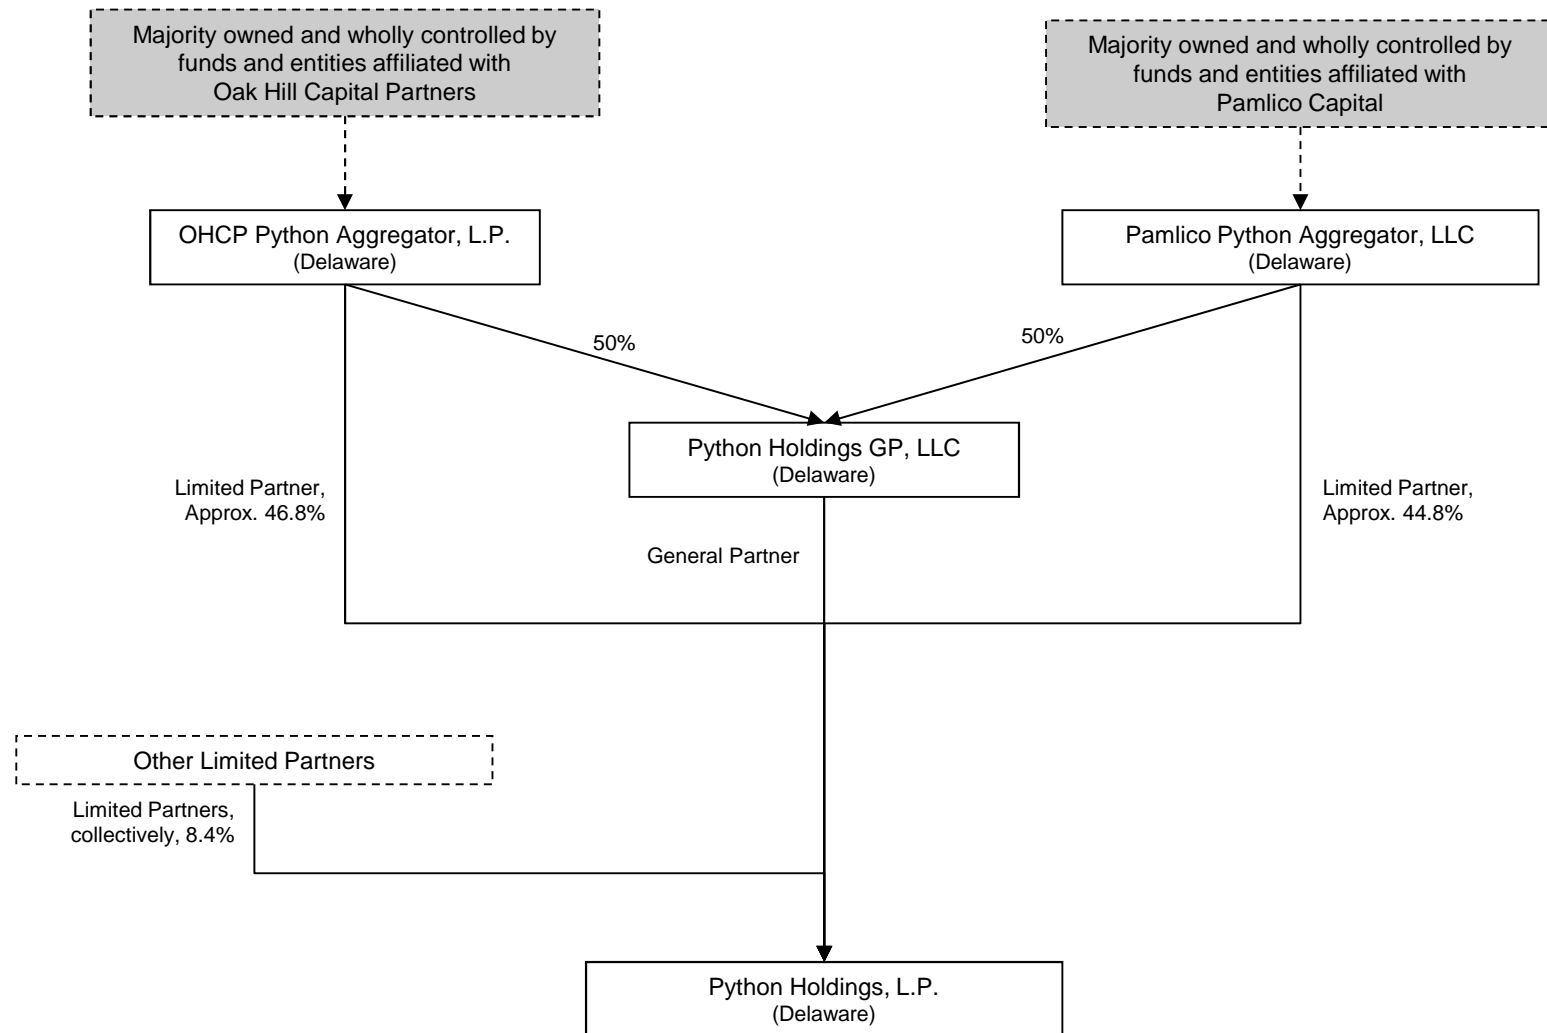 Majority owned and wholly controlled by
funds and entities affiliated with
Oak Hill Capital Partners
Majority owned and wholly controlled by
funds and entities affiliated with
Pamlico Capital
OHCP Python Aggregator, L.P.
(Delaware)
Pamlico Python Aggregator, LLC
(Delaware)
50%
50%
Python Holdings GP, LLC
(Delaware)
Limited Partner,
Approx. 46.8%
Limited Partner,
Approx. 44.8%
General Partner
Other Limited Partners
Limited Partners,
collectively, 8.4%
Python Holdings, L.P.
(Delaware)